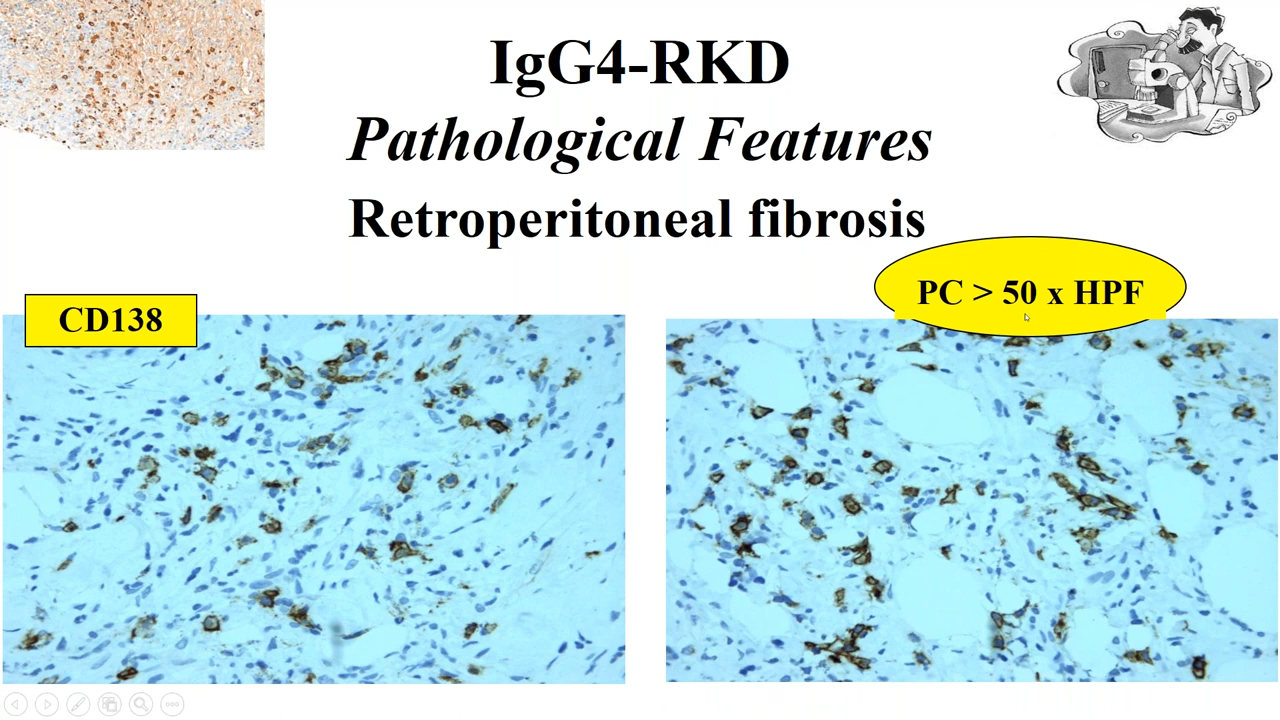 IgG4-RKD
Pathological Features
Retroperitoneal fibrosis
CD138
PC > 50 x HPF